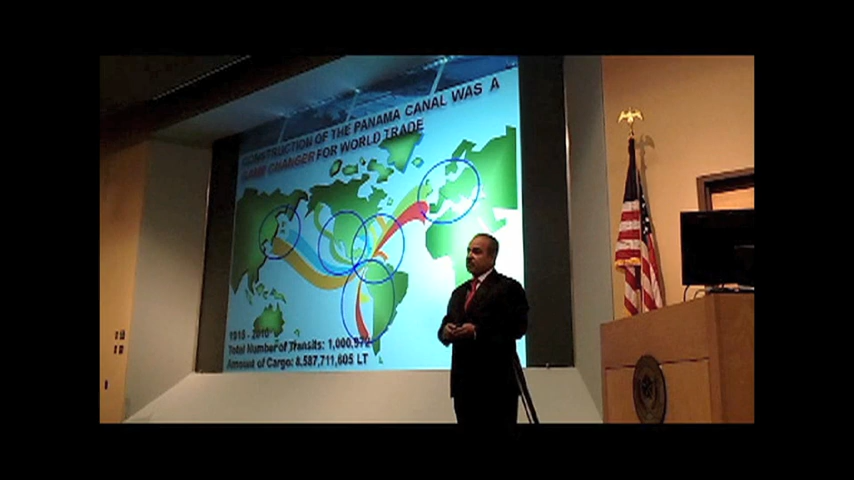 CONSTRUCTION OF THE PANAMA CANAL WAS A
GAME CHANGER FOR WORLD TRADE
1915 - 2010
Total Number of Transits: 1,000,972
Amount of Cargo: 8,587,711,605 LT